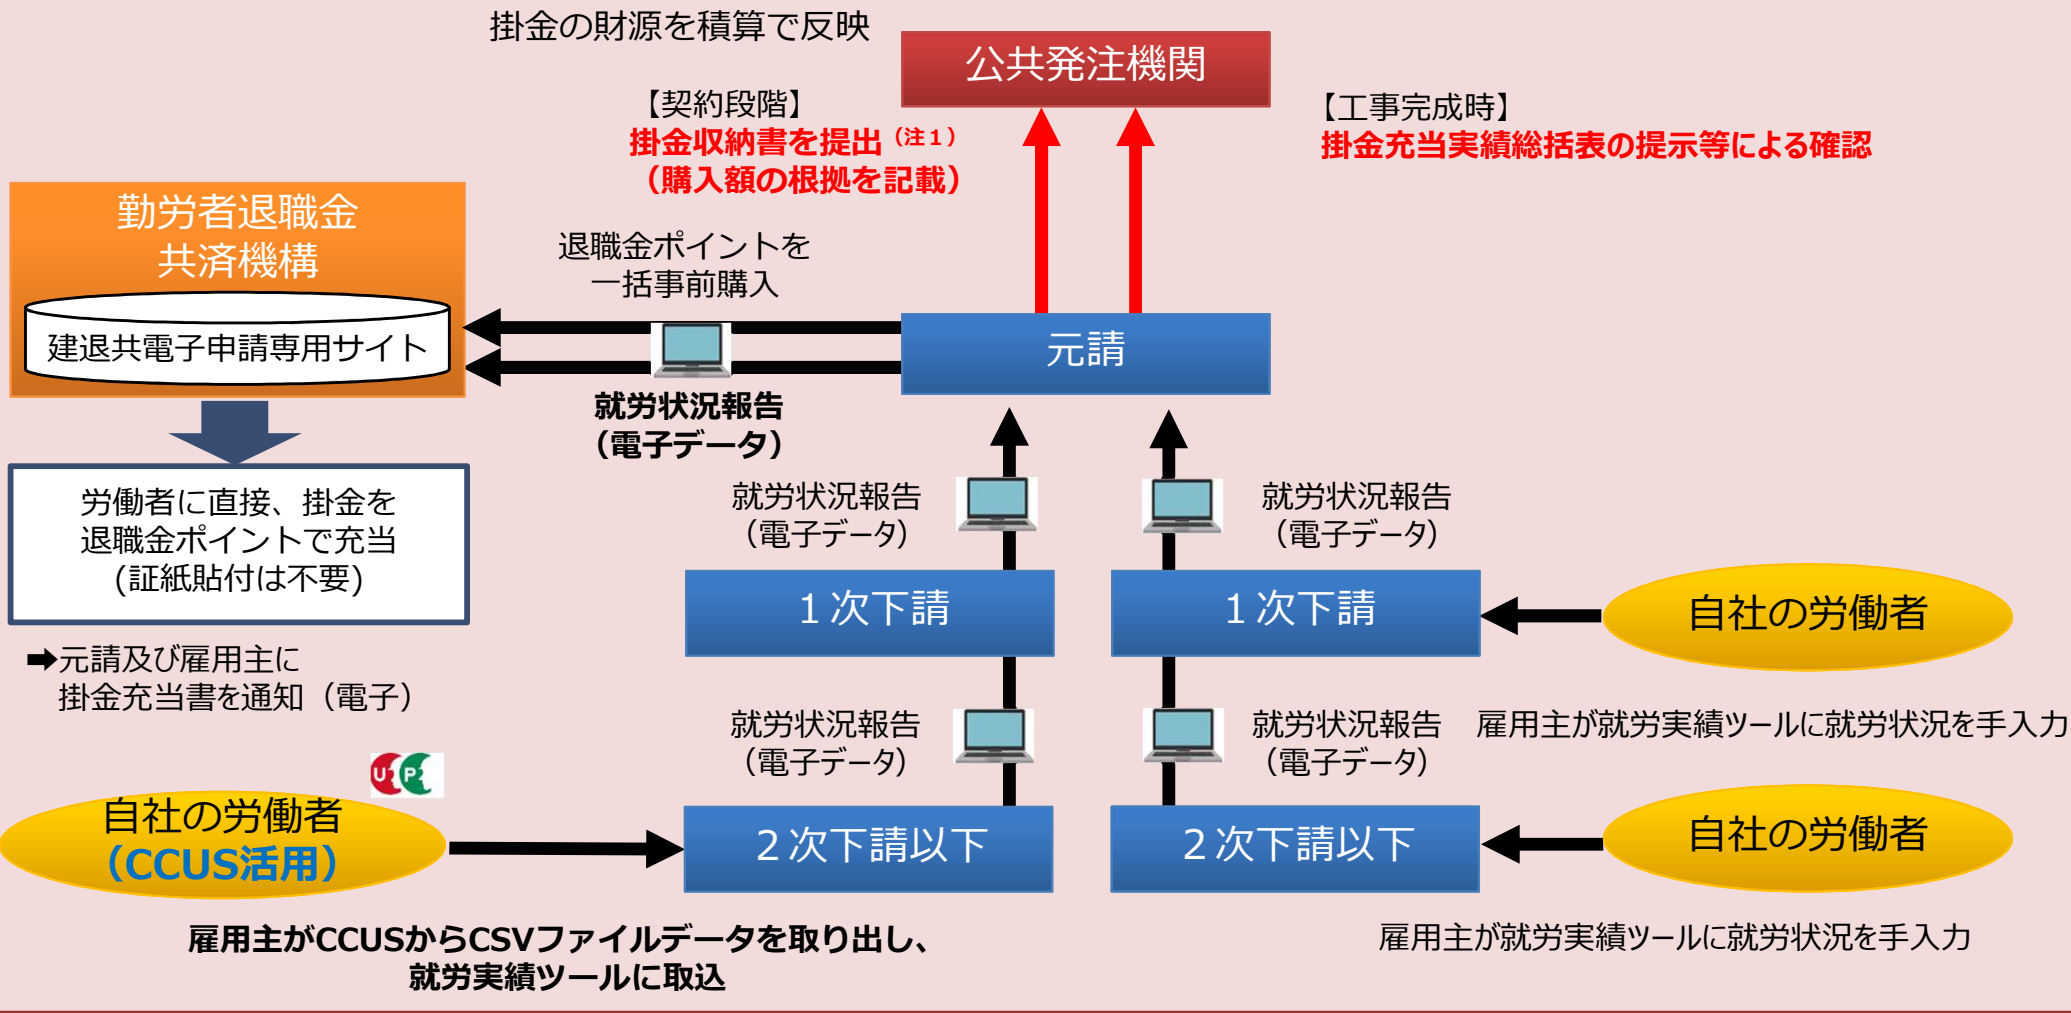 掛金の財源を積算で反映
公共発注機関
【契約段階】
掛金収納書を提出（注１）
（購入額の根拠を記載）
【工事完成時】
掛金充当実績総括表の提示等による確認
勤労者退職金
共済機構
建退共電子申請専用サイト
退職金ポイントを
一括事前購入
元請
就労状況報告
（電子データ）
労働者に直接、掛金を
退職金ポイントで充当
(証紙貼付は不要)
➡元請及び雇用主に
掛金充当書を通知（電子）
就労状況報告
（電子データ）
就労状況報告
（電子データ）
１次下請
１次下請
自社の労働者
就労状況報告
（電子データ）
就労状況報告
（電子データ）
雇用主が就労実績ツールに就労状況を手入力
自社の労働者
（CCUS活用）
２次下請以下
２次下請以下
自社の労働者
雇用主がCCUSからCSVファイルデータを取り出し、
就労実績ツールに取込
雇用主が就労実績ツールに就労状況を手入力